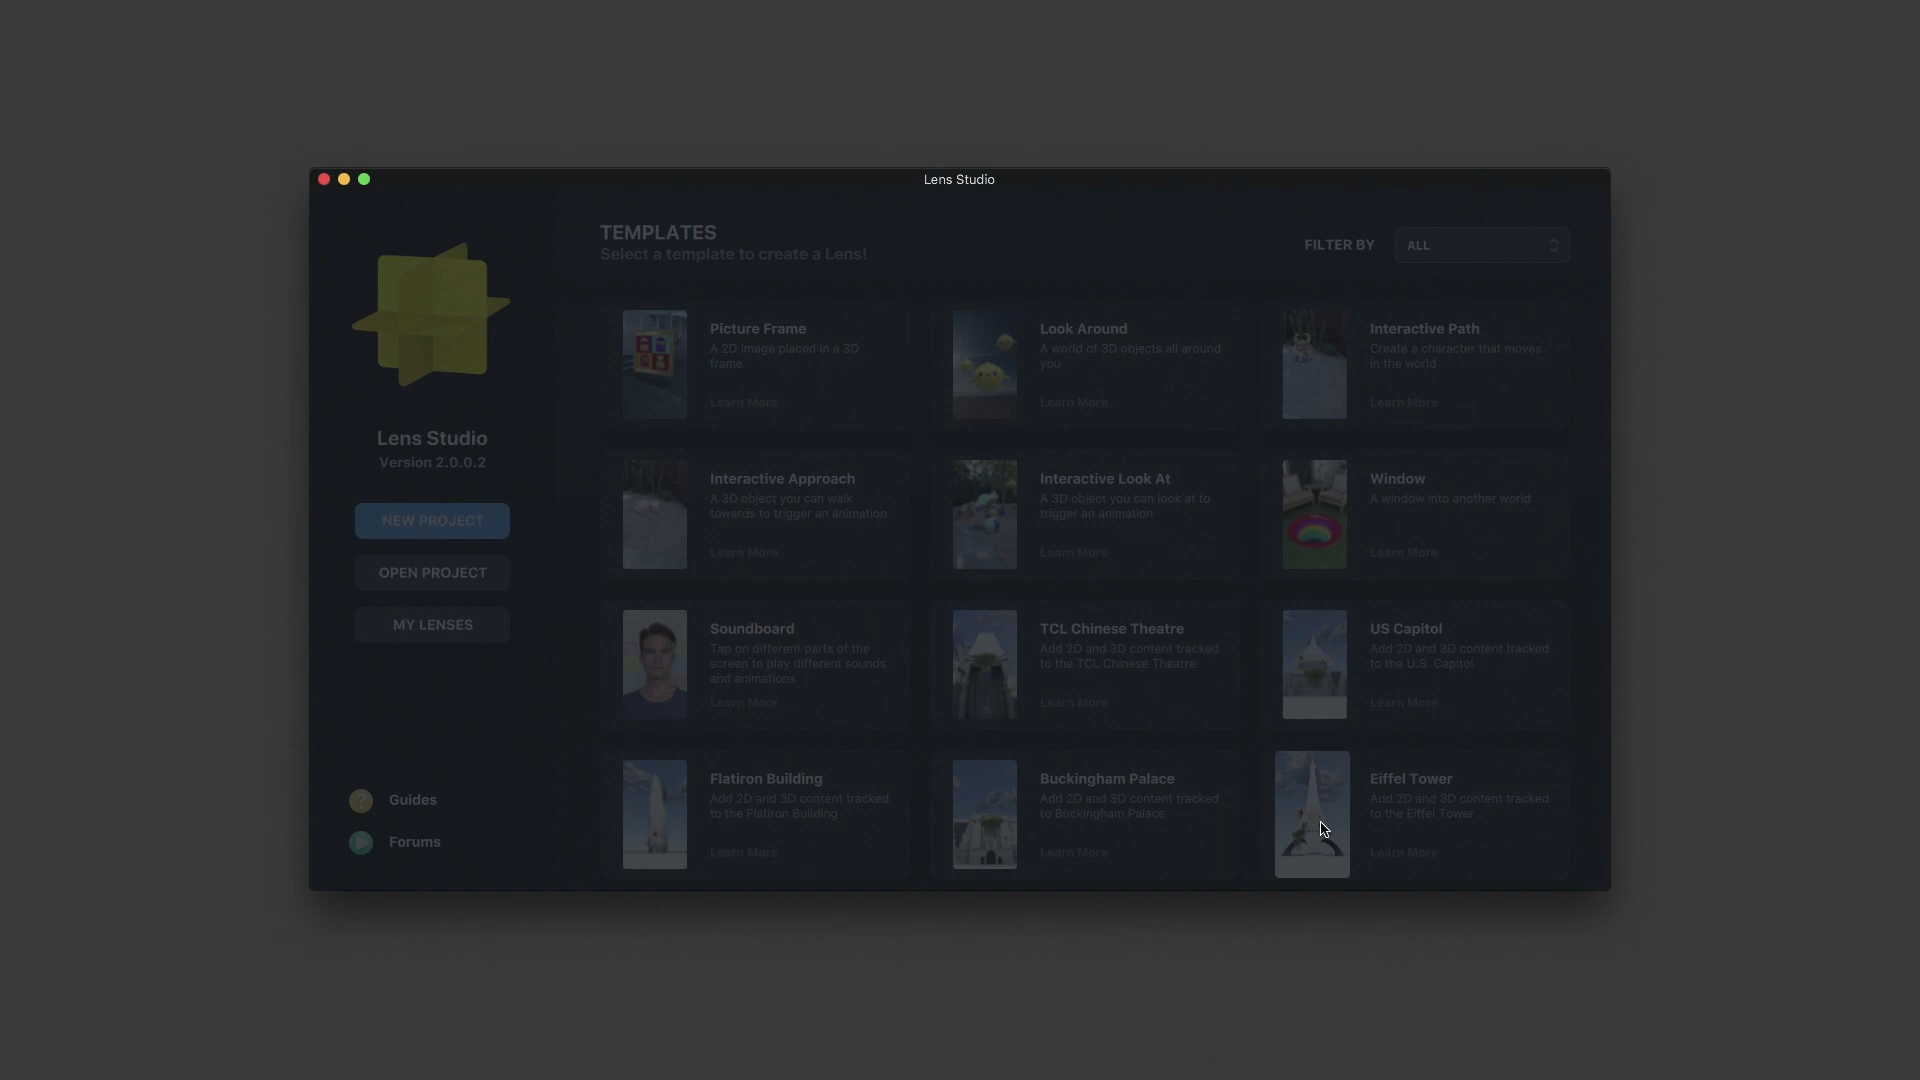 Lens Studio
TEMPLATES
Select a template to create a Lens!
FILTER BY
ALL
Lens Studio
Version 2.0.0.2
NEW PROJECT
OPEN PROJECT
MY LENSES
Guides
Forums
Picture Frame
A 2D image placed in a 3D
frame
Learn More
Look Around
A world of 3D objects all around
you
Learn More
Interactive Path
Create a character that moves
in the world
Learn More
Interactive Approach
A 3D object you can walk
towards to trigger an animation
Learn More
Interactive Look At
A 3D object you can look at to
trigger an animation
Learn More
Window
A window into another world
Learn More
Soundboard
Tap on different parts of the
screen to play different sounds
and animations
Learn More
TCL Chinese Theatre
Add 2D and 3D content tracked
to the TCL Chinese Theatre
Learn More
US Capitol
Add 2D and 3D content tracked
to the U.S. Capitol
Learn More
Flatiron Building
Add 2D and 3D content tracked
to the Flatiron Building
Learn More
Buckingham Palace
Add 2D and 3D content tracked
to Buckingham Palace
Learn More
Eiffel Tower
Add 2D and 3D content tracked
to the Eiffel Tower
Learn More